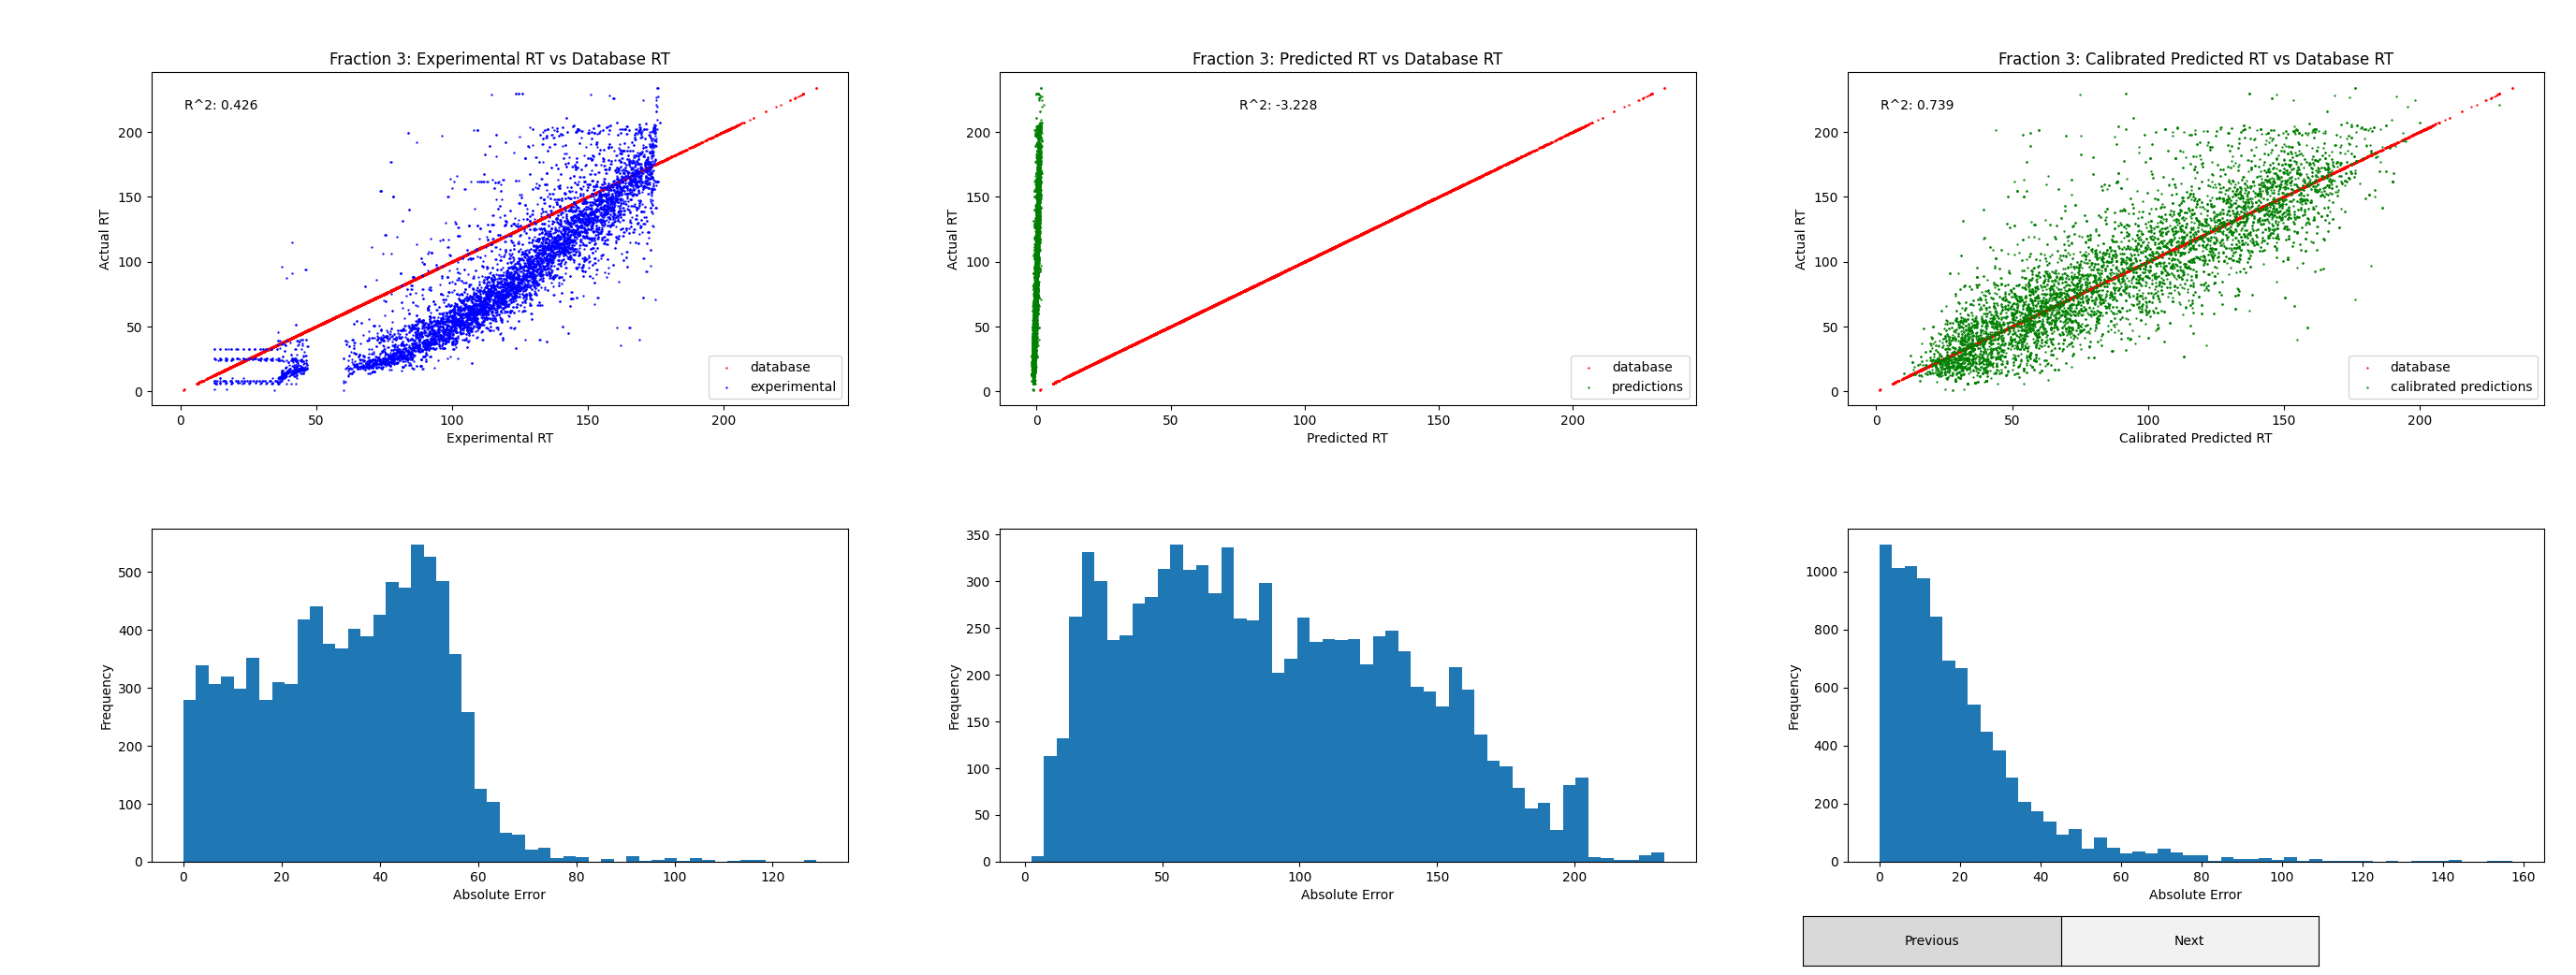 Fraction 3: Experimental RT vs Database RT
R^2: 0.426
200
150
100
50
0
Actual RT
0 50 100 150 200
Experimental RT
database
experimental
Fraction 3: Predicted RT vs Database RT
R^2: -3.228
200
150
100
50
0
Actual RT
0 50 100 150 200
Predicted RT
database
predictions
Fraction 3: Calibrated Predicted RT vs Database RT
R^2: 0.739
200
150
100
50
0
Actual RT
0 50 100 150 200
Calibrated Predicted RT
database
calibrated predictions
500
400
300
200
100
0
Frequency
0 20 40 60 80 100 120
Absolute Error
350
300
250
200
150
100
50
0
Frequency
0 50 100 150 200
Absolute Error
1000
800
600
400
200
0
Frequency
0 20 40 60 80 100 120 140 160
Absolute Error
Previous
Next